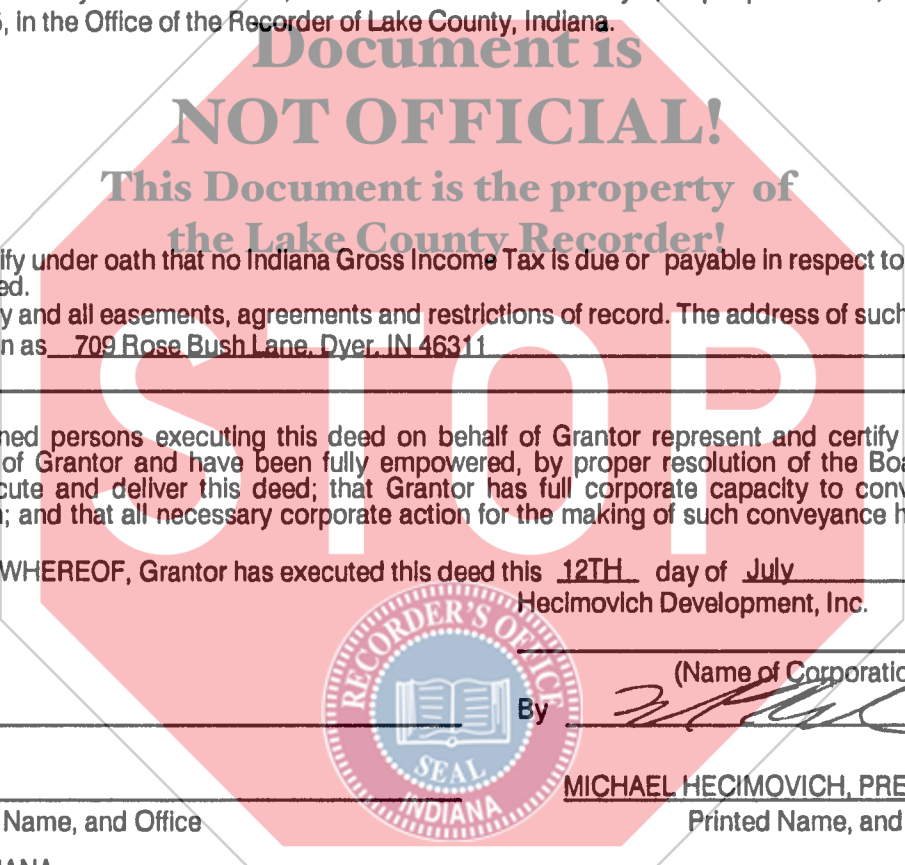 5, in the Office of the Recorder of Lake County, Indiana.
Document is
NOT OFFICIAL!
This Document is the property of
the Lake County Recorder!
ify under oath that no Indiana Gross Income Tax is due or payable in respect to
ed.
y and all easements, agreements and restrictions of record. The address of such
n as 709 Rose Bush Lane, Dyer, IN 46311
STOP
ned persons executing this deed on behalf of Grantor represent and certify
of Grantor and have been fully empowered, by proper resolution of the Boa
cute and deliver this deed; that Grantor has full corporate capacity to conv
; and that all necessary corporate action for the making of such conveyance h
WHEREOF, Grantor has executed this deed this 12TH day of July
Hecimovich Development, Inc.
(Name of Corporatio
By
RECORDER'S OFFICE
SEAL
INDIANA
MICHAEL HECIMOVICH, PRE
Name, and Office
Printed Name, and